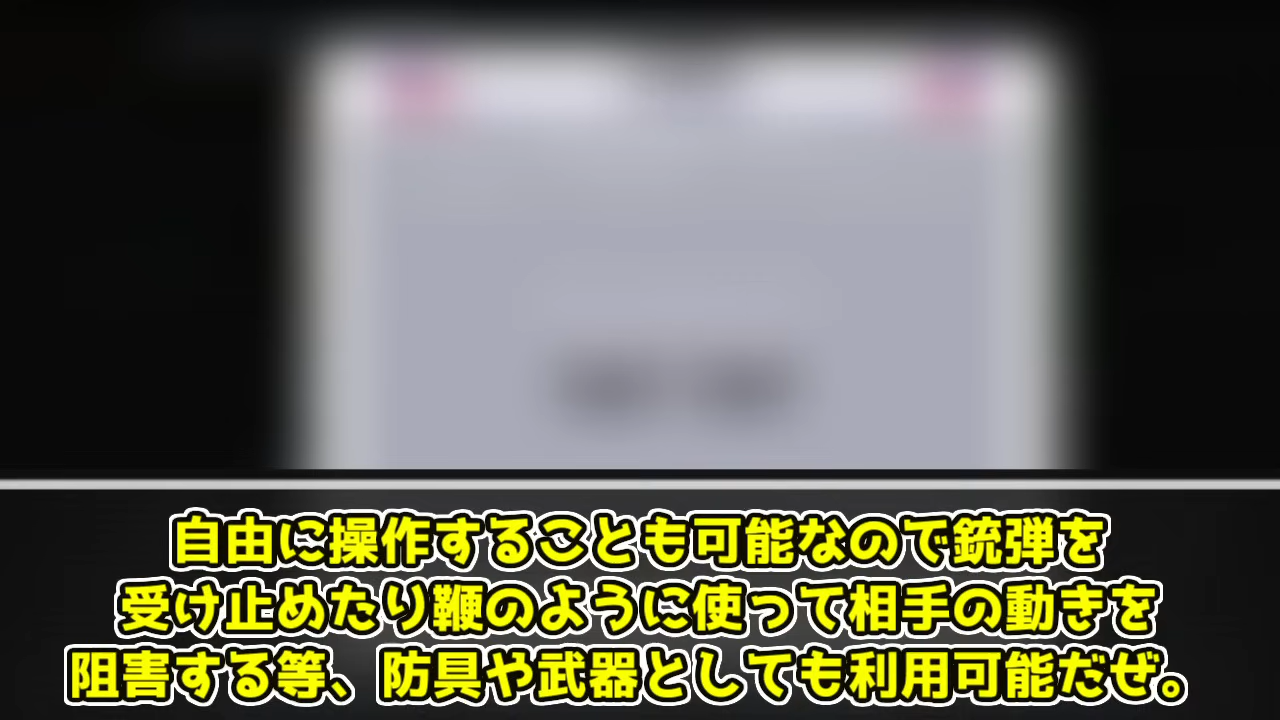 自由に操作することも可能なので銃弾を
受け止めたり鞭のように使って相手の動きを
阻害する等、防具や武器としても利用可能だぜ。